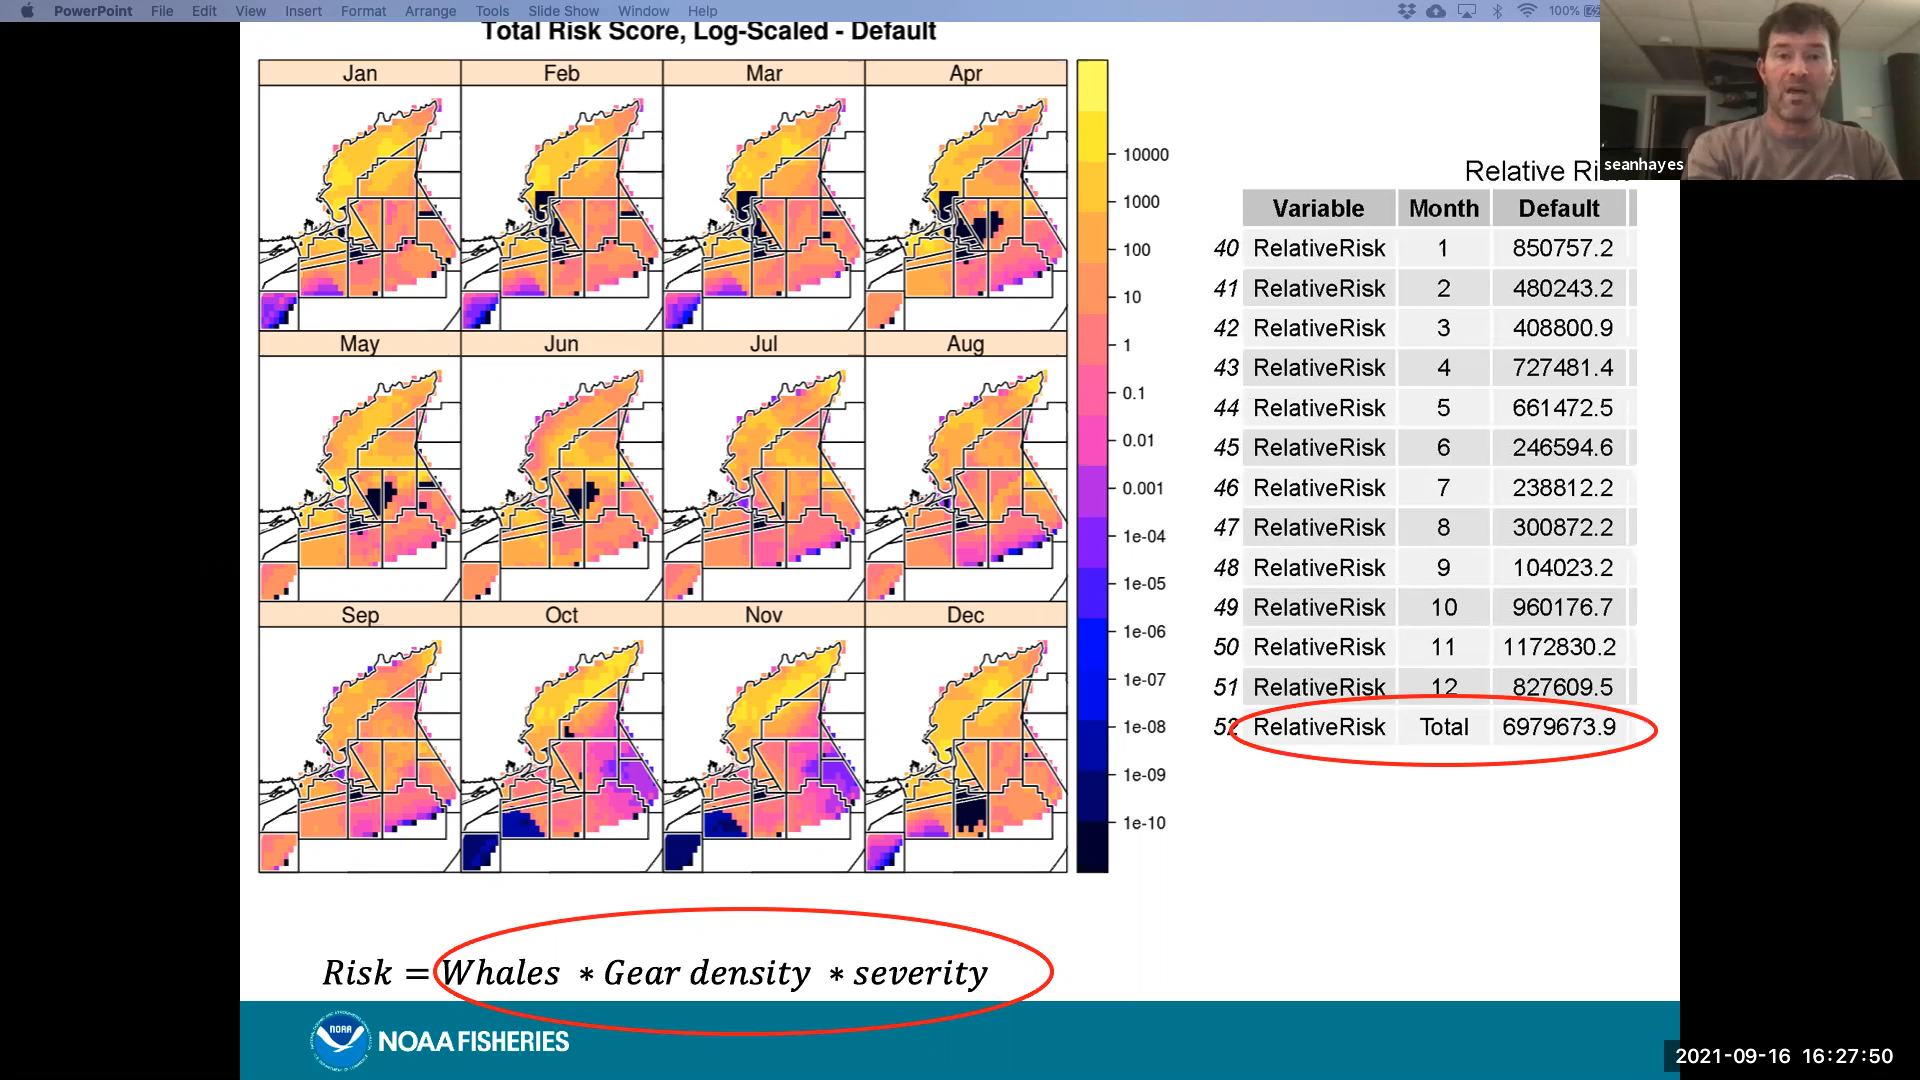 PowerPoint File Edit View Insert Format Arrange Tools Slide Show Window Help 100%
Total Risk Score, Log-Scaled - Default
Jan Feb Mar Apr
May Jun Jul Aug
Sep Oct Nov Dec
10000
1000
100
10
1
0.1
0.01
0.001
1e-04
1e-05
1e-06
1e-07
1e-08
1e-09
1e-10
seanhayes
Relative
Variable Month Default
40 RelativeRisk 1 850757.2
41 RelativeRisk 2 480243.2
42 RelativeRisk 3 408800.9
43 RelativeRisk 4 727481.4
44 RelativeRisk 5 661472.5
45 RelativeRisk 6 246594.6
46 RelativeRisk 7 238812.2
47 RelativeRisk 8 300872.2
48 RelativeRisk 9 104023.2
49 RelativeRisk 10 960176.7
50 RelativeRisk 11 1172830.2
51 RelativeRisk 12 827609.5
52 RelativeRisk Total 6979673.9
Risk = Whales * Gear density * severity
NOAA
NOAA FISHERIES
2021-09-16 16:27:50